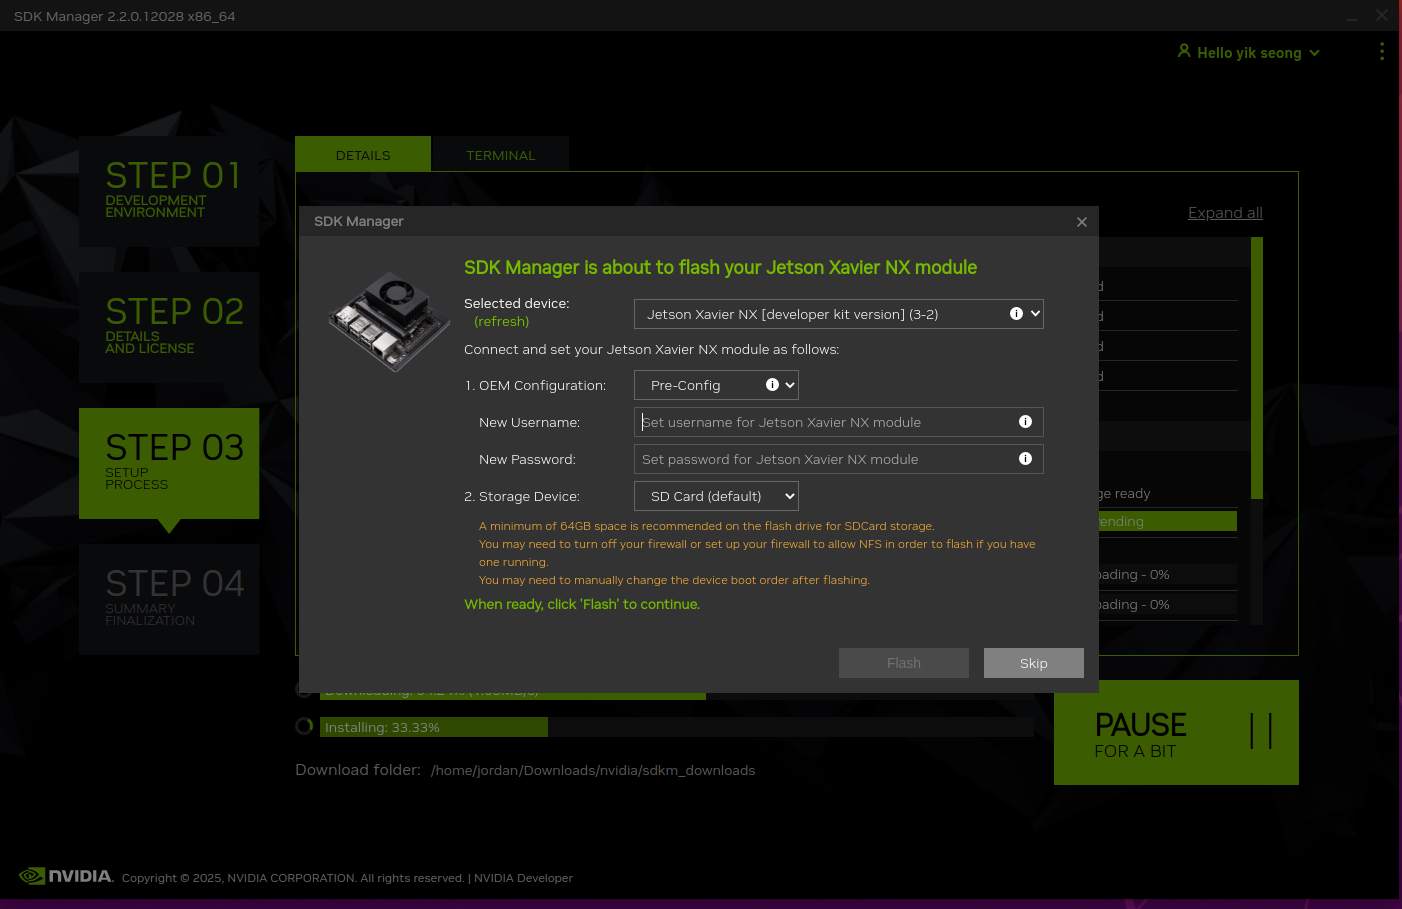 SDK Manager 2.2.0.12028 x86_64
Hello yik seong
STEP 01
DEVELOPMENT
ENVIRONMENT
STEP 02
DETAILS
AND LICENSE
STEP 03
SETUP
PROCESS
STEP 04
SUMMARY
FINALIZATION
DETAILS
TERMINAL
Expand all
SDK Manager
SDK Manager is about to flash your Jetson Xavier NX module
Selected device:
(refresh)
Jetson Xavier NX [developer kit version] (3-2)
Connect and set your Jetson Xavier NX module as follows:
1. OEM Configuration:
Pre-Config
New Username:
Set username for Jetson Xavier NX module
New Password:
Set password for Jetson Xavier NX module
2. Storage Device:
SD Card (default)
A minimum of 64GB space is recommended on the flash drive for SDCard storage.
You may need to turn off your firewall or set up your firewall to allow NFS in order to flash if you have
one running.
You may need to manually change the device boot order after flashing.
When ready, click 'Flash' to continue.
Flash
Skip
ready
- 0%
- 0%
Downloading:
Installing: 33.33%
Download folder: /home/jordan/Downloads/nvidia/sdkm_downloads
PAUSE
FOR A BIT
NVIDIA. Copyright © 2025, NVIDIA CORPORATION. All rights reserved. | NVIDIA Developer